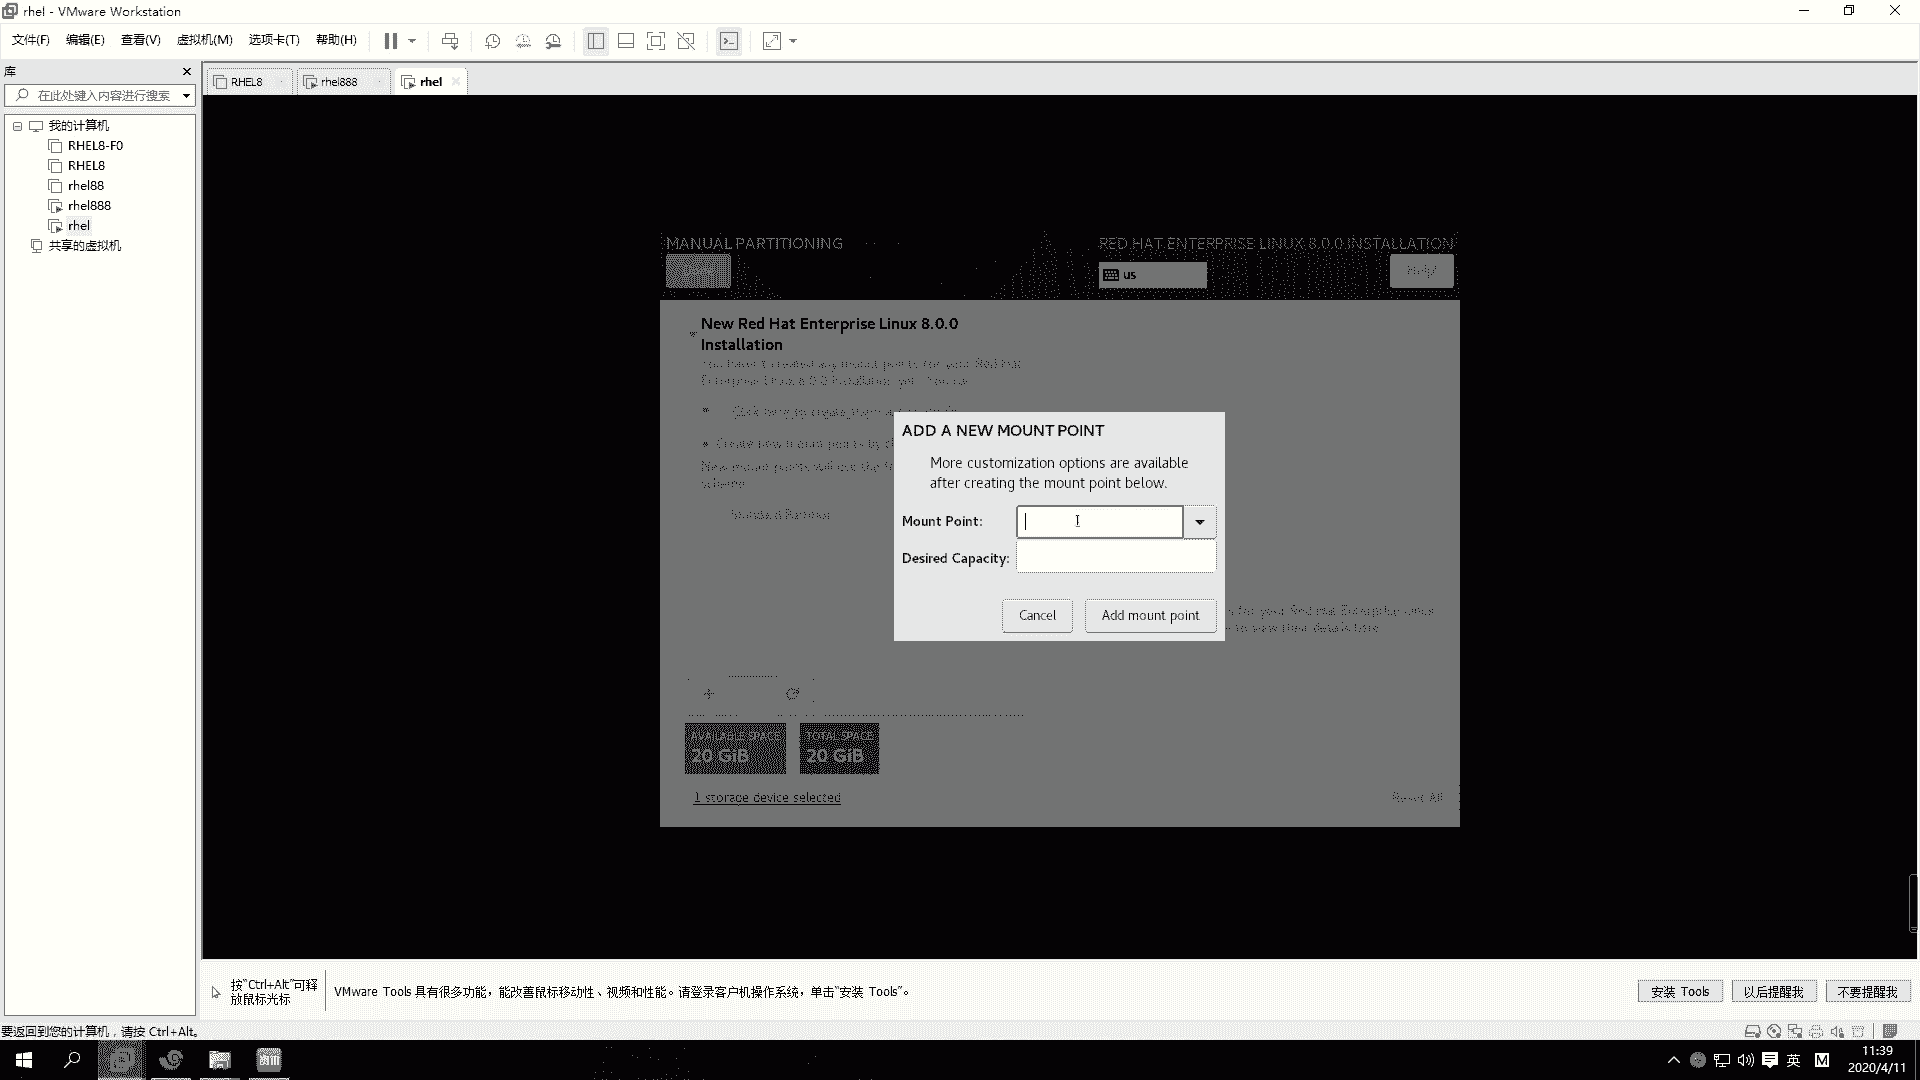 rhel - VMware Workstation
文件(F) 编辑(E) 查看(V) 虚拟机(M) 选项卡(T) 帮助(H)
库
RHEL8 rhel888 rhel
在此处键入内容进行搜索
我的计算机
RHEL8-F0
RHEL8
rhel88
rhel888
rhel
共享的虚拟机
MANUAL PARTITIONING
RED HAT ENTERPRISE LINUX 8.0.0 INSTALLATION
us
Help!
New Red Hat Enterprise Linux 8.0.0
Installation
ADD A NEW MOUNT POINT
More customization options are available
after creating the mount point below.
Mount Point:
Desired Capacity:
Cancel Add mount point
AVAILABLE SPACE
20 GiB
TOTAL SPACE
20 GiB
1 storage device selected
Reset All
按“Ctrl+Alt”可释
放鼠标光标
VMware Tools 具有很多功能，能改善鼠标移动性、视频和性能。请登录客户机操作系统，单击“安装 Tools”。
安装 Tools 以后提醒我 不要提醒我
要返回到您的计算机，请按 Ctrl+Alt。
英 M
11:39
2020/4/11